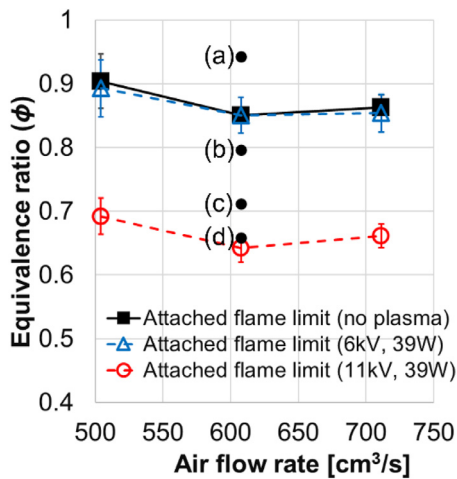 1
0.9
0.8
0.7
0.6
0.5
0.4
Equivalence ratio (ϕ)
(a)
(b)
(c)
(d)
Attached flame limit (no plasma)
Attached flame limit (6kV, 39W)
Attached flame limit (11kV, 39W)
500 550 600 650 700 750
Air flow rate [cm³/s]